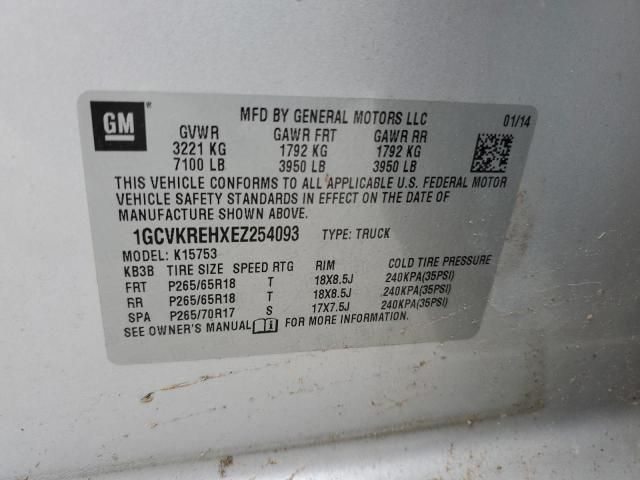 GM ®
MFD BY GENERAL MOTORS LLC 01/14
GVWR GAWR FRT GAWR RR
3221 KG 1792 KG 1792 KG
7100 LB 3950 LB 3950 LB
THIS VEHICLE CONFORMS TO ALL APPLICABLE U.S. FEDERAL MOTOR
VEHICLE SAFETY STANDARDS IN EFFECT ON THE DATE OF
MANUFACTURE SHOWN ABOVE.
1GCVKREHXEZ254093 TYPE: TRUCK
MODEL: K15753
KB3B TIRE SIZE SPEED RTG RIM COLD TIRE PRESSURE
FRT P265/65R18 T 18X8.5J 240KPA(35PSI)
RR P265/65R18 T 18X8.5J 240KPA(35PSI)
SPA P265/70R17 S 17X7.5J 240KPA(35PSI)
SEE OWNER'S MANUAL i FOR MORE INFORMATION.